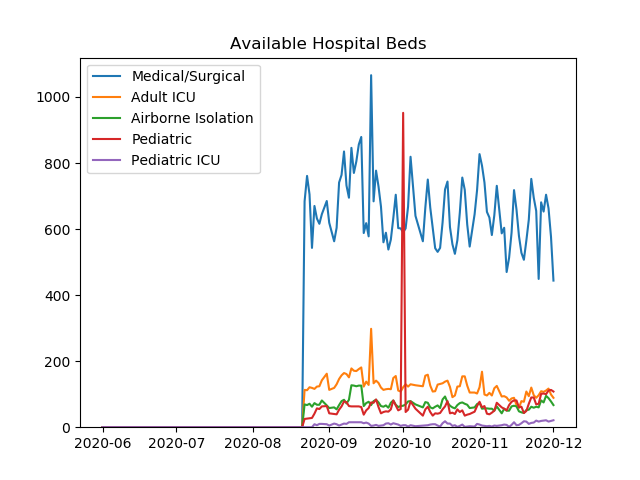 Available Hospital Beds
Medical/Surgical
Adult ICU
Airborne Isolation
Pediatric
Pediatric ICU
1000
800
600
400
200
0
2020-06 2020-07 2020-08 2020-09 2020-10 2020-11 2020-12